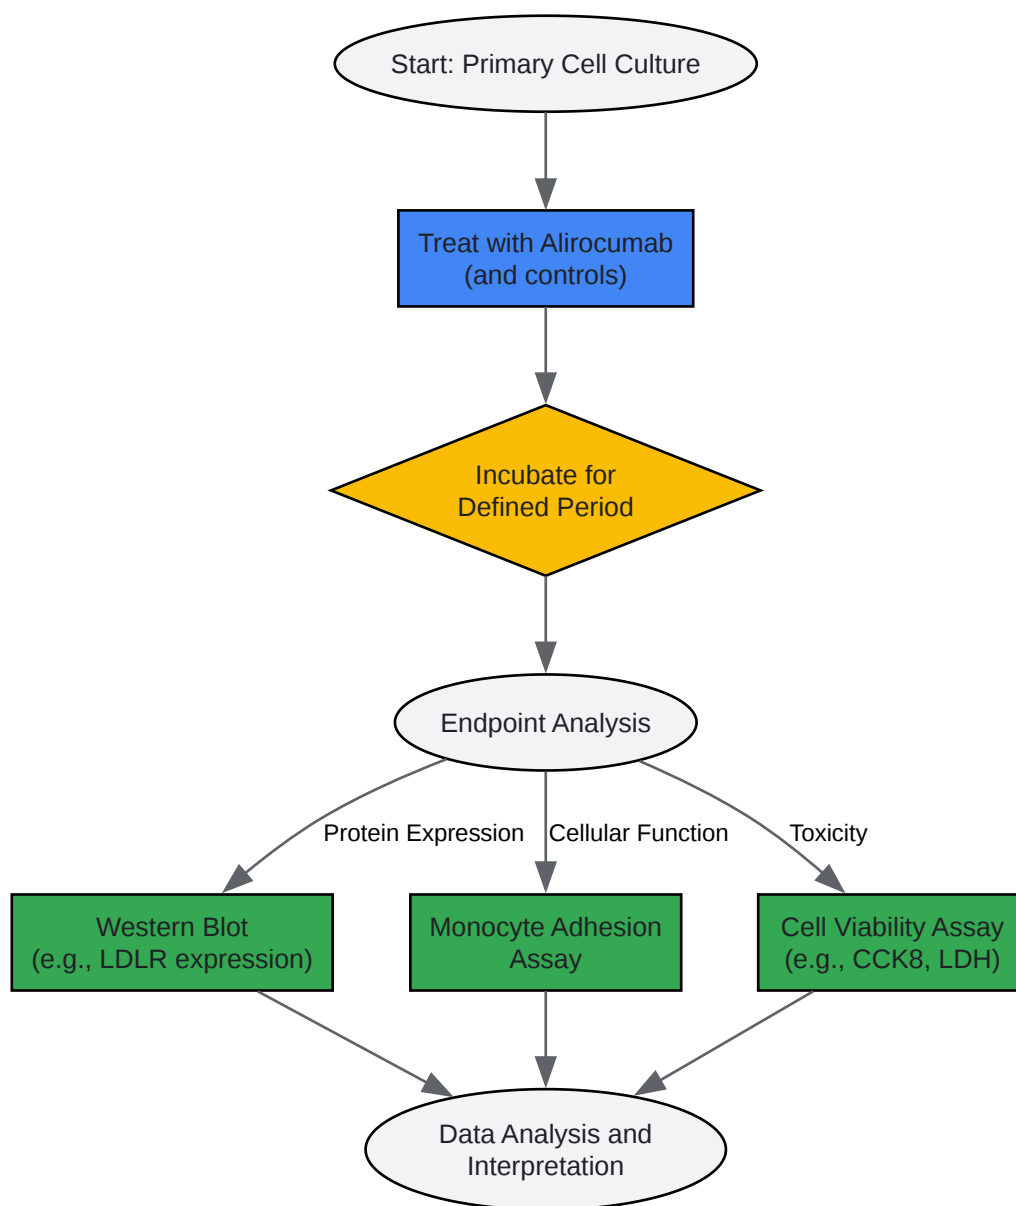 Start: Primary Cell Culture
Treat with Alirocumab
(and controls)
Incubate for
Defined Period
Endpoint Analysis
Protein Expression
Cellular Function
Toxicity
Western Blot
(e.g., LDLR expression)
Monocyte Adhesion
Assay
Cell Viability Assay
(e.g., CCK8, LDH)
Data Analysis and
Interpretation